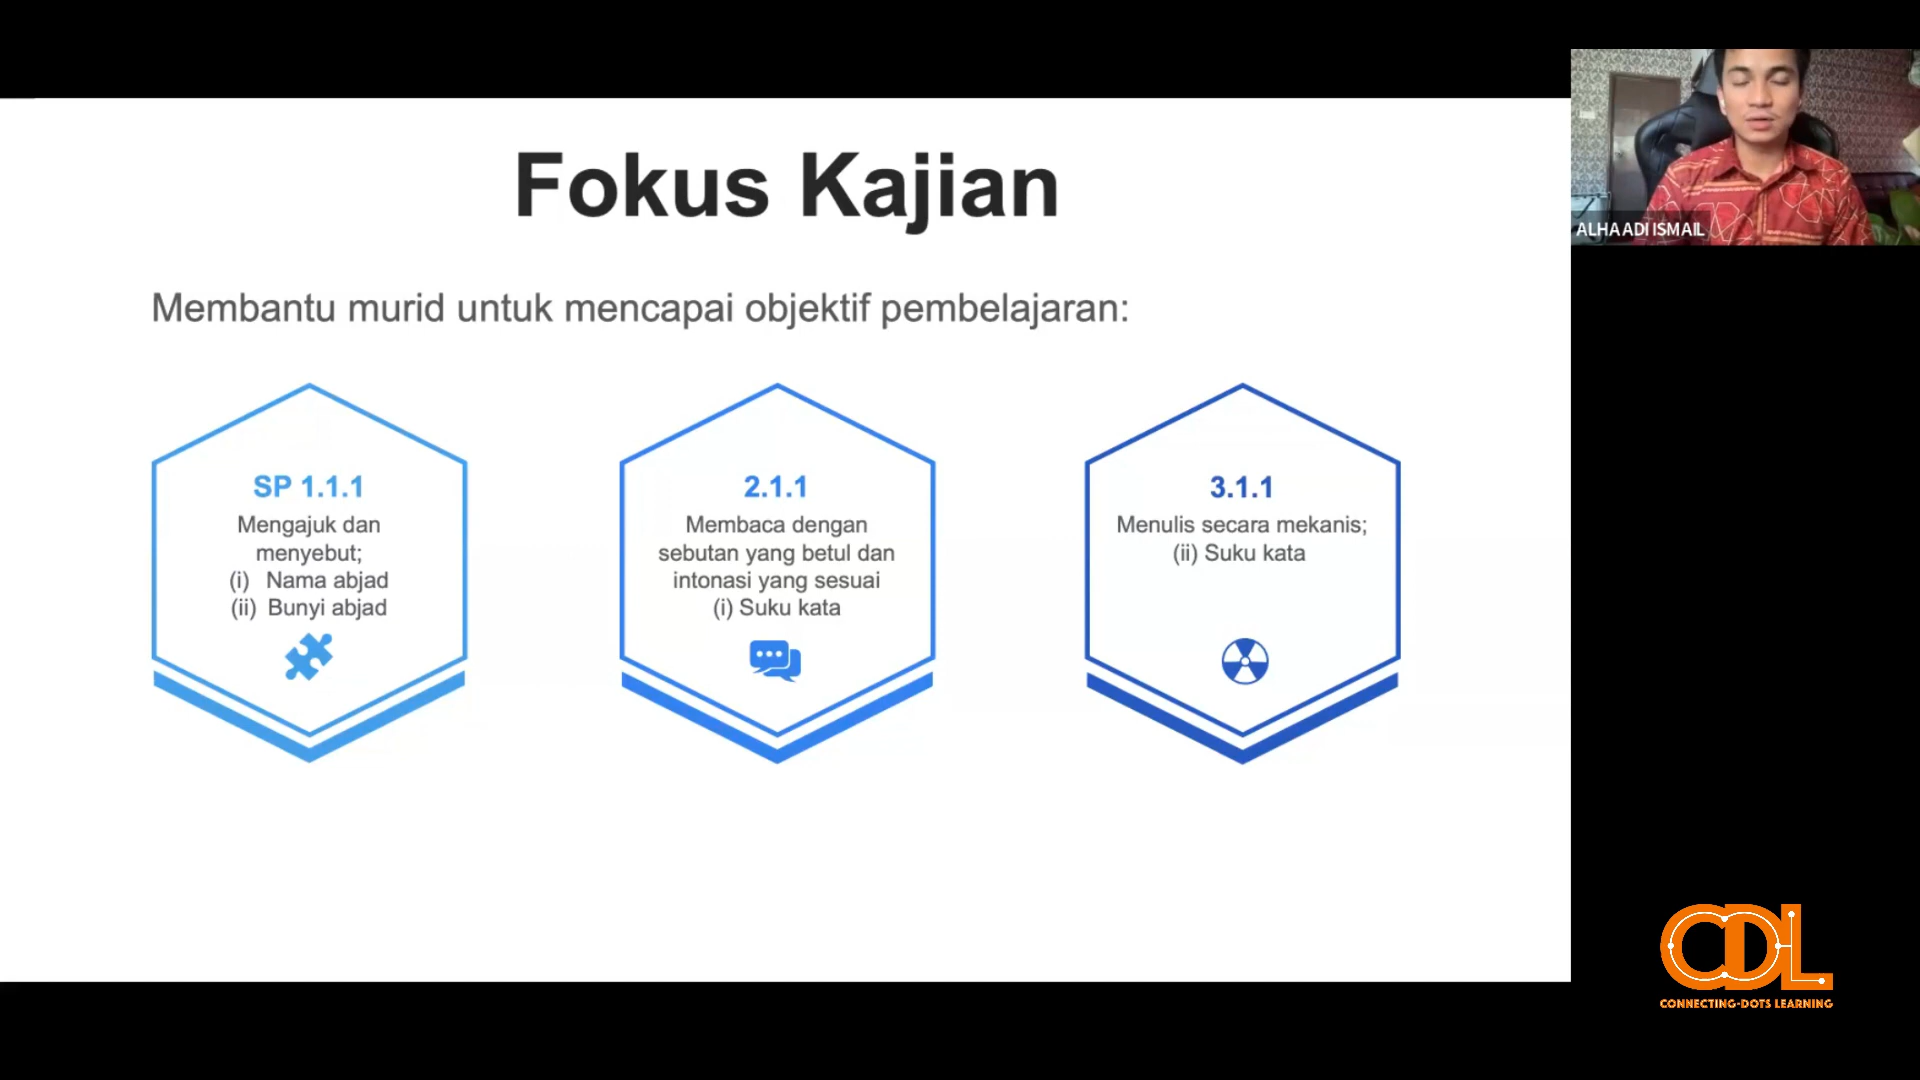 Fokus Kajian
Membantu murid untuk mencapai objektif pembelajaran:
SP 1.1.1
Mengajuk dan
menyebut;
(i) Nama abjad
(ii) Bunyi abjad
2.1.1
Membaca dengan
sebutan yang betul dan
intonasi yang sesuai
(i) Suku kata
3.1.1
Menulis secara mekanis;
(ii) Suku kata
ALHAADI ISMAIL
CDL
CONNECTING-DOTS LEARNING